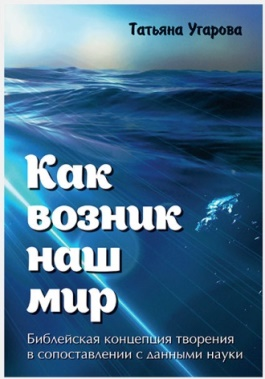 Татьяна Угарова
Как
возник
наш
мир
Библейская концепция творения
в сопоставлении с данными науки